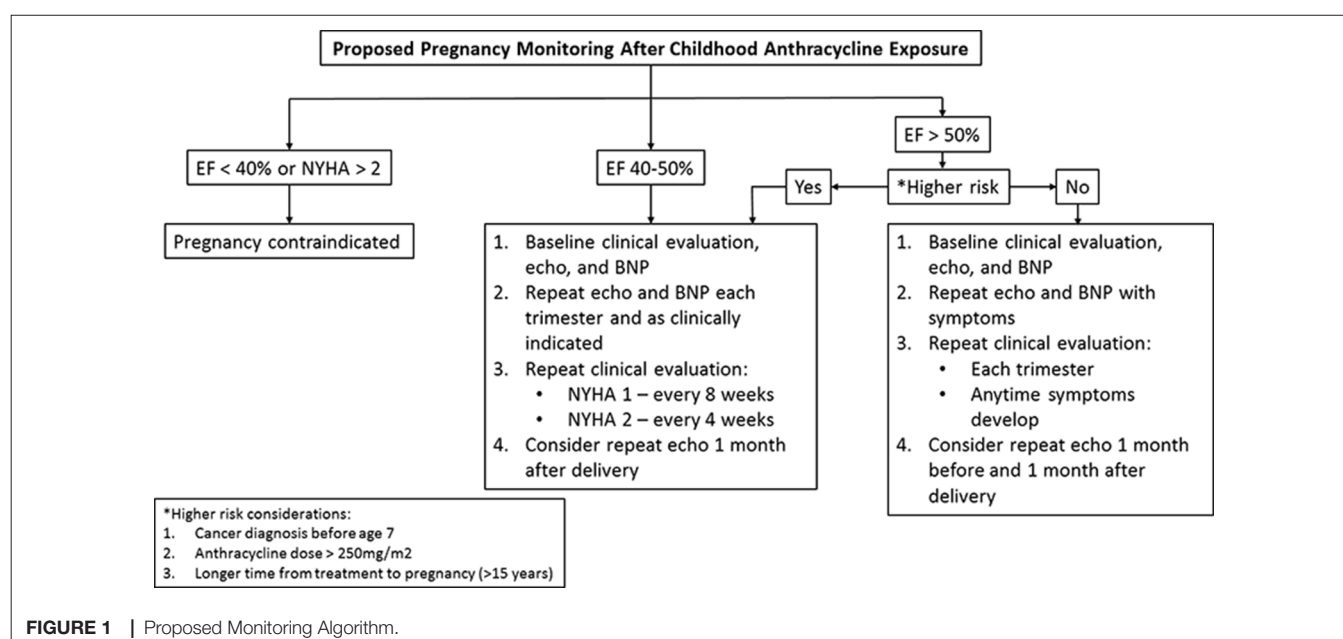 Proposed Pregnancy Monitoring After Childhood Anthracycline Exposure
EF < 40% or NYHA > 2
Pregnancy contraindicated
EF 40-50%
EF > 50%
Yes
*Higher risk
No
1. Baseline clinical evaluation,
echo, and BNP
2. Repeat echo and BNP each
trimester and as clinically
indicated
3. Repeat clinical evaluation:
• NYHA 1 – every 8 weeks
• NYHA 2 – every 4 weeks
4. Consider repeat echo 1 month
after delivery
1. Baseline clinical evaluation,
echo, and BNP
2. Repeat echo and BNP with
symptoms
3. Repeat clinical evaluation:
• Each trimester
• Anytime symptoms
develop
4. Consider repeat echo 1 month
before and 1 month after
delivery
*Higher risk considerations:
1. Cancer diagnosis before age 7
2. Anthracycline dose > 250mg/m2
3. Longer time from treatment to pregnancy (>15 years)
FIGURE 1 | Proposed Monitoring Algorithm.